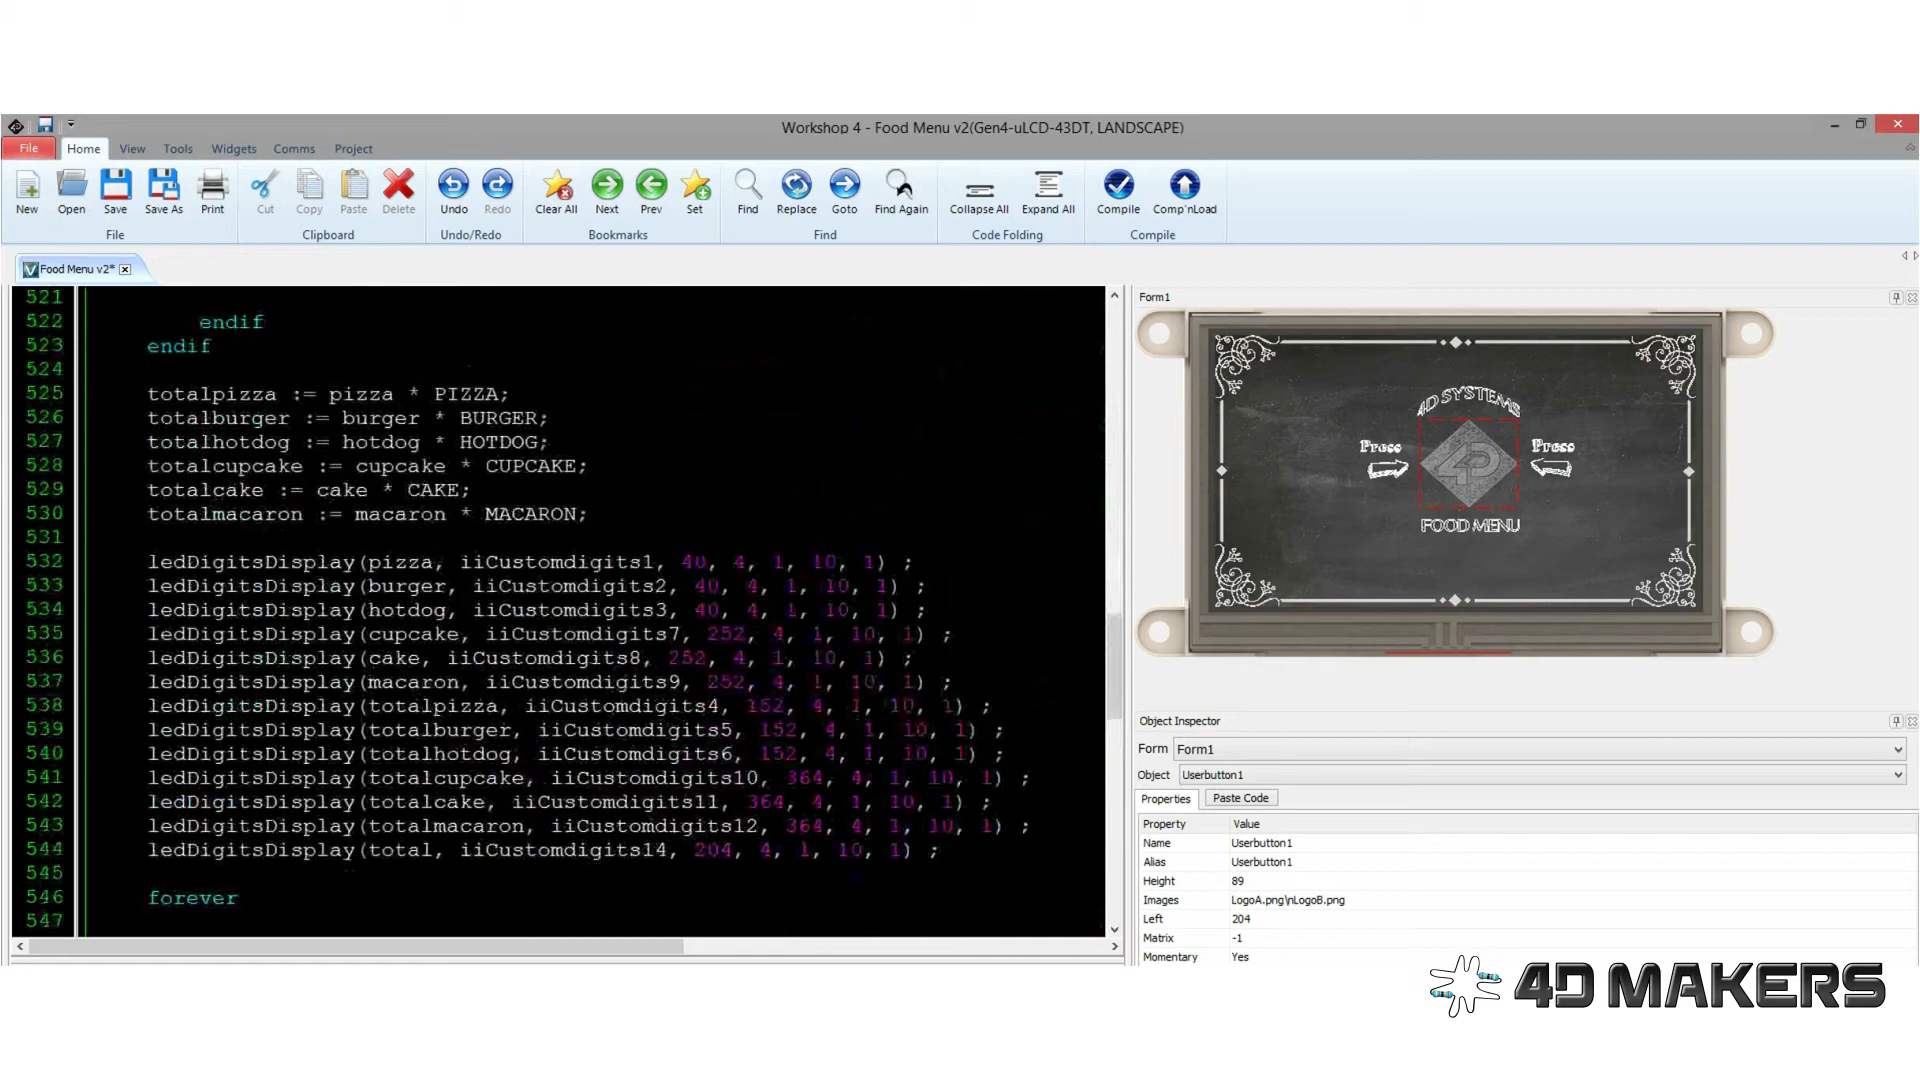 Workshop 4 - Food Menu v2(Gen4-uLCD-43DT, LANDSCAPE)
File Home View Tools Widgets Comms Project
New Open Save Save As Print Cut Copy Paste Delete Undo Redo Clear All Next Prev Set Find Replace Goto Find Again Collapse All Expand All Compile Comp'nLoad
File Clipboard Undo/Redo Bookmarks Find Code Folding Compile
Food Menu v2*
521
522 endif
523 endif
524
525 totalpizza := pizza * PIZZA;
526 totalburger := burger * BURGER;
527 totalhotdog := hotdog * HOTDOG;
528 totalcupcake := cupcake * CUPCAKE;
529 totalcake := cake * CAKE;
530 totalmacaron := macaron * MACARON;
531
532 ledDigitsDisplay(pizza, iiCustomdigits1, 40, 4, 1, 10, 1) ;
533 ledDigitsDisplay(burger, iiCustomdigits2, 40, 4, 1, 10, 1) ;
534 ledDigitsDisplay(hotdog, iiCustomdigits3, 40, 4, 1, 10, 1) ;
535 ledDigitsDisplay(cupcake, iiCustomdigits7, 252, 4, 1, 10, 1) ;
536 ledDigitsDisplay(cake, iiCustomdigits8, 252, 4, 1, 10, 1) ;
537 ledDigitsDisplay(macaron, iiCustomdigits9, 252, 4, 1, 10, 1) ;
538 ledDigitsDisplay(totalpizza, iiCustomdigits4, 152, 4, 1, 10, 1) ;
539 ledDigitsDisplay(totalburger, iiCustomdigits5, 152, 4, 1, 10, 1) ;
540 ledDigitsDisplay(totalhotdog, iiCustomdigits6, 152, 4, 1, 10, 1) ;
541 ledDigitsDisplay(totalcupcake, iiCustomdigits10, 364, 4, 1, 10, 1) ;
542 ledDigitsDisplay(totalcake, iiCustomdigits11, 364, 4, 1, 10, 1) ;
543 ledDigitsDisplay(totalmacaron, iiCustomdigits12, 364, 4, 1, 10, 1) ;
544 ledDigitsDisplay(total, iiCustomdigits14, 204, 4, 1, 10, 1) ;
545
546 forever
547
Form1
4D SYSTEMS
Press Press
FOOD MENU
Object Inspector
Form Form1
Object Userbutton1
Properties Paste Code
Property Value
Name Userbutton1
Alias Userbutton1
Height 89
Images LogoA.png\nLogoB.png
Left 204
Matrix -1
Momentary Yes
4D MAKERS